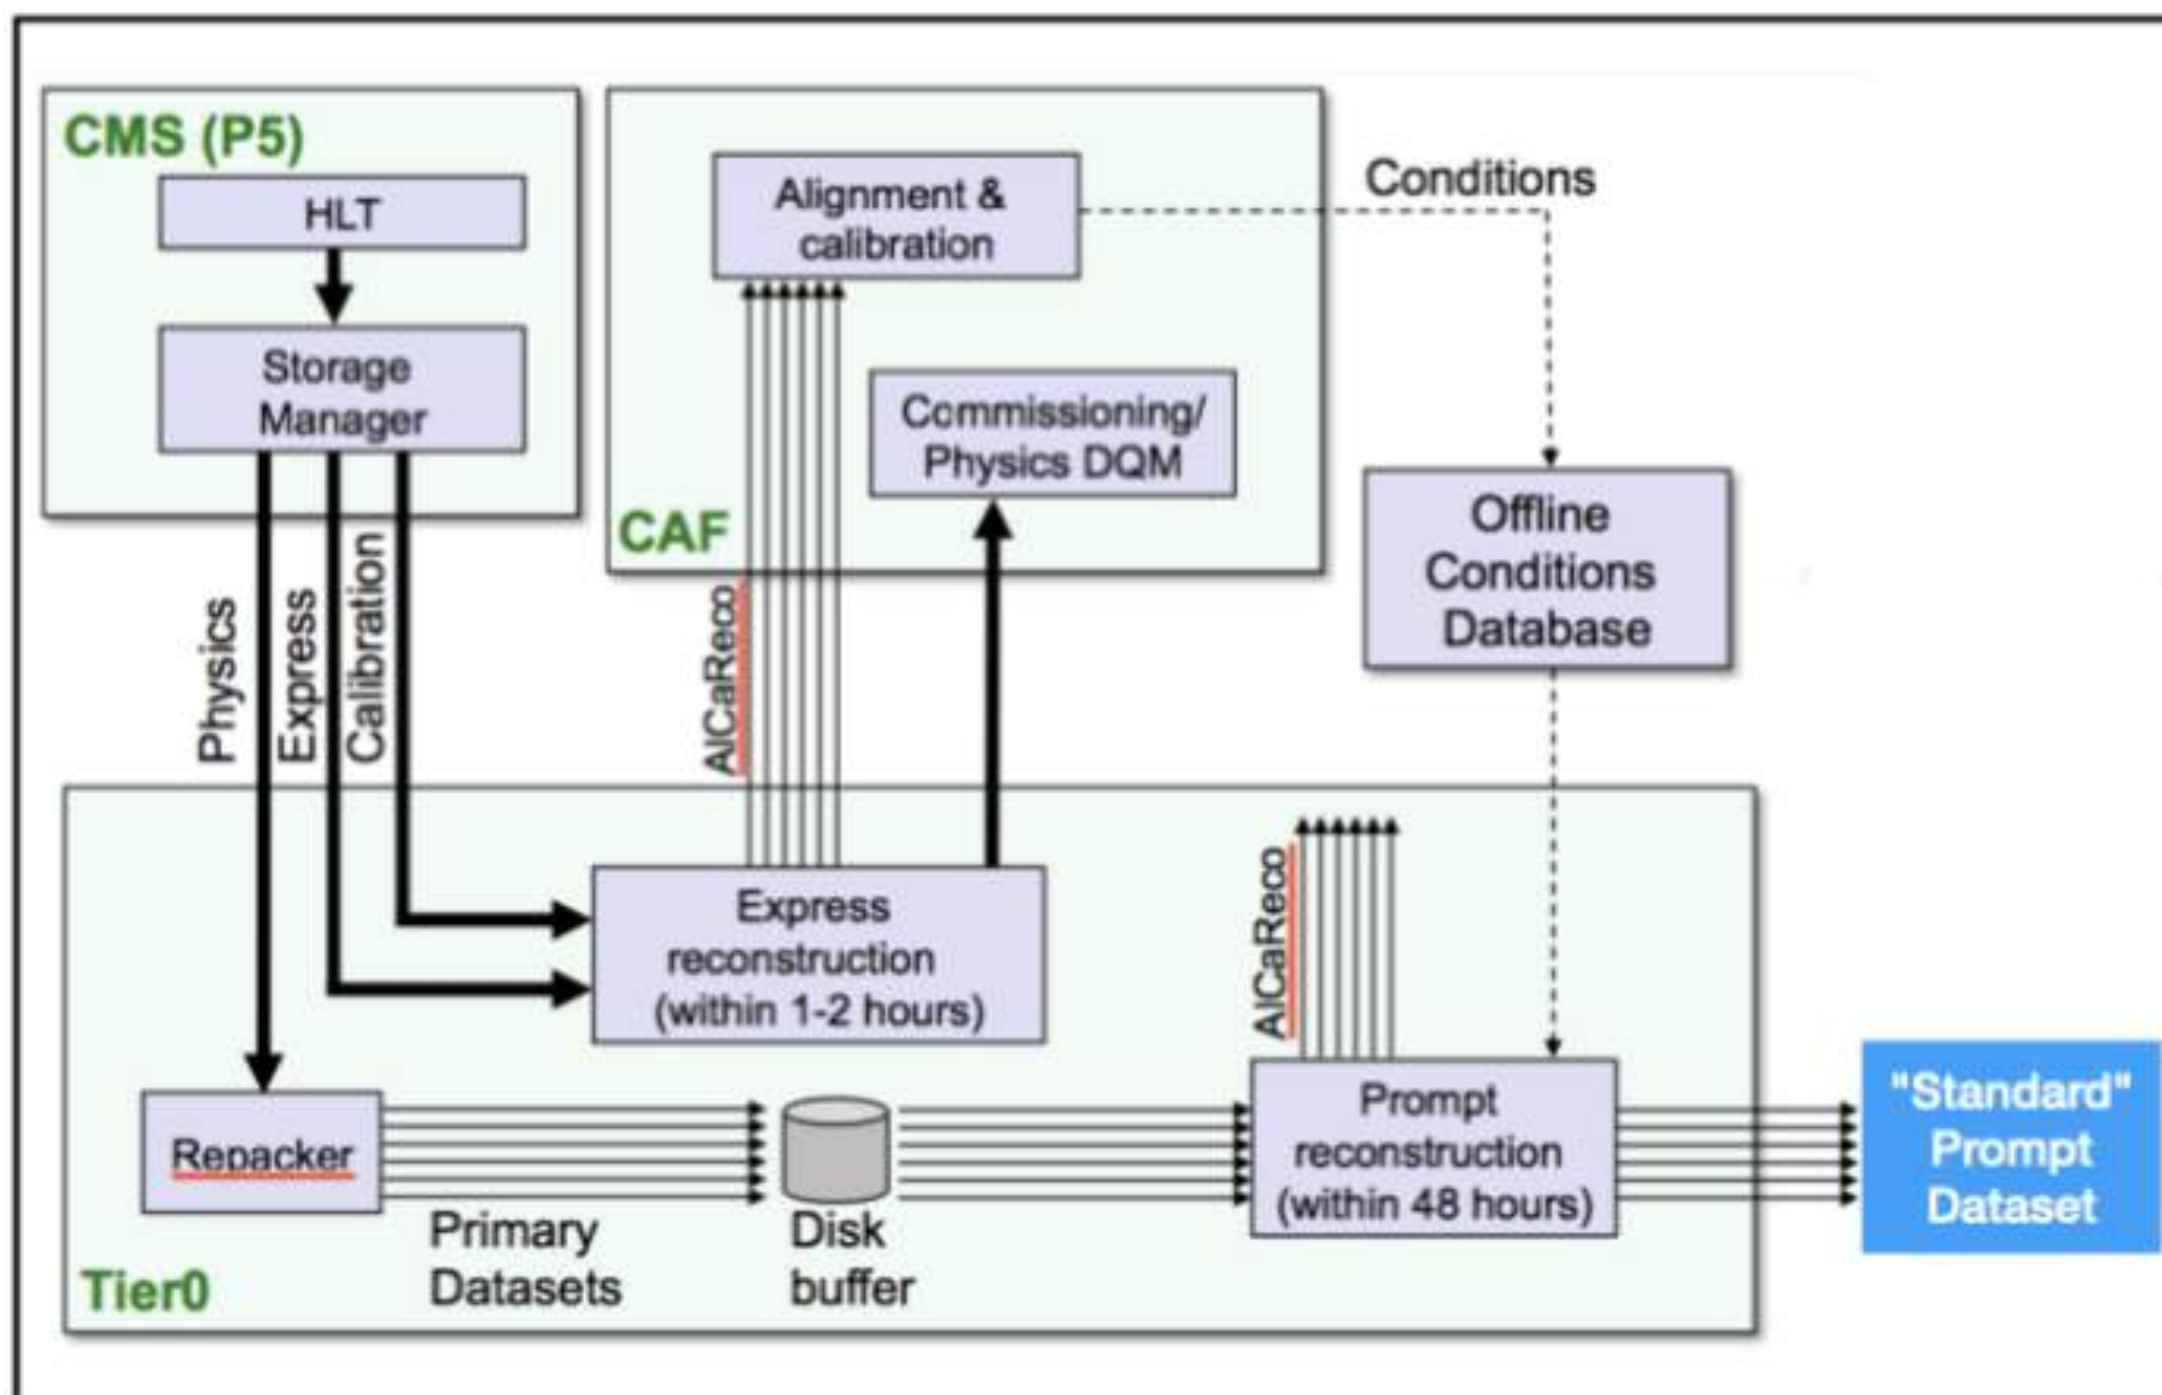 CMS (P5)
HLT
Storage
Manager
Physics
Express
Calibration
Alignment &
calibration
Commissioning/
Physics DQM
CAF
Conditions
Offline
Conditions
Database
AlCaReco
Express
reconstruction
(within 1-2 hours)
AlCaReco
Repacker
Primary
Datasets
Disk
buffer
Prompt
reconstruction
(within 48 hours)
"Standard"
Prompt
Dataset
Tier0